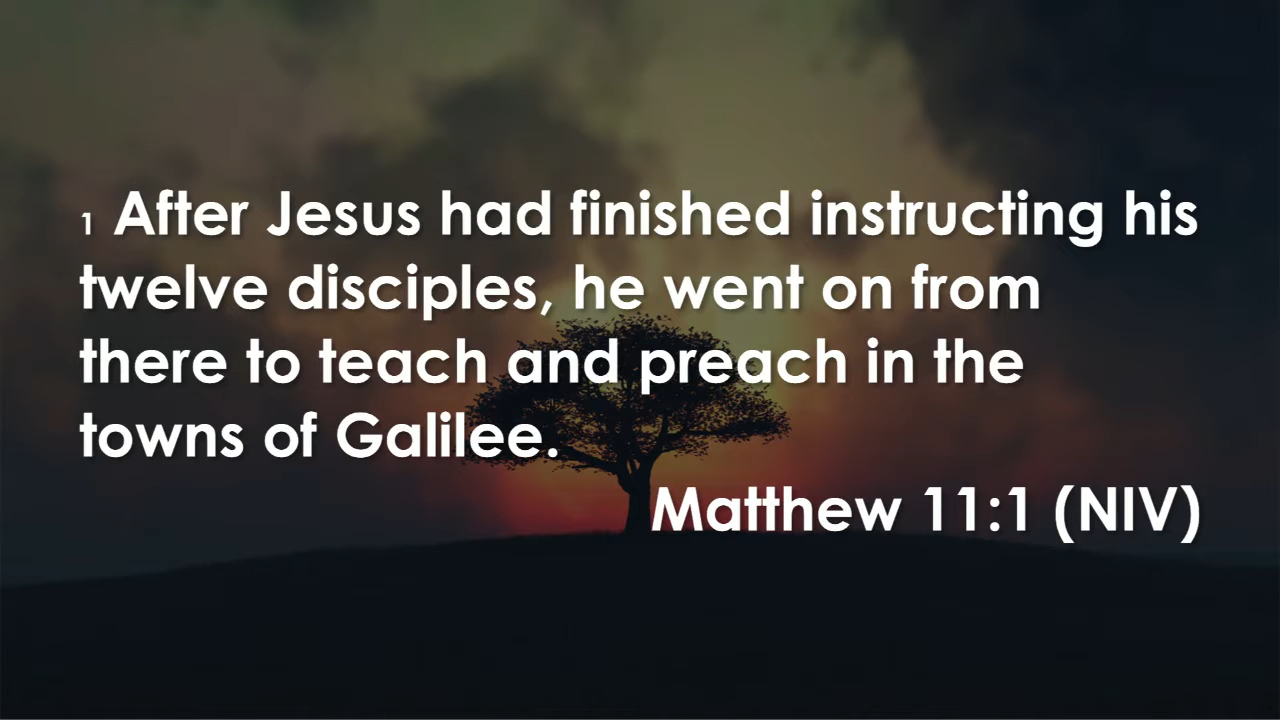 1 After Jesus had finished instructing his
twelve disciples, he went on from
there to teach and preach in the
towns of Galilee.
Matthew 11:1 (NIV)